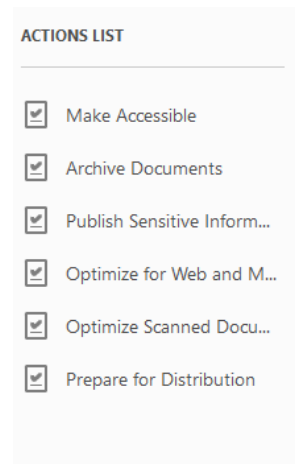 ACTIONS LIST
Make Accessible
Archive Documents
Publish Sensitive Inform...
Optimize for Web and M...
Optimize Scanned Docu...
Prepare for Distribution